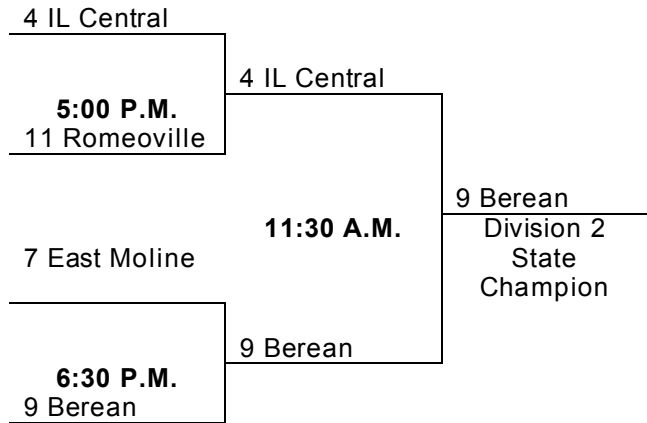 4 IL Central
4 IL Central
5:00 P.M.
11 Romeoville
9 Berean
11:30 A.M.
Division 2
7 East Moline
State
Champion
9 Berean
6:30 P.M.
9 Berean